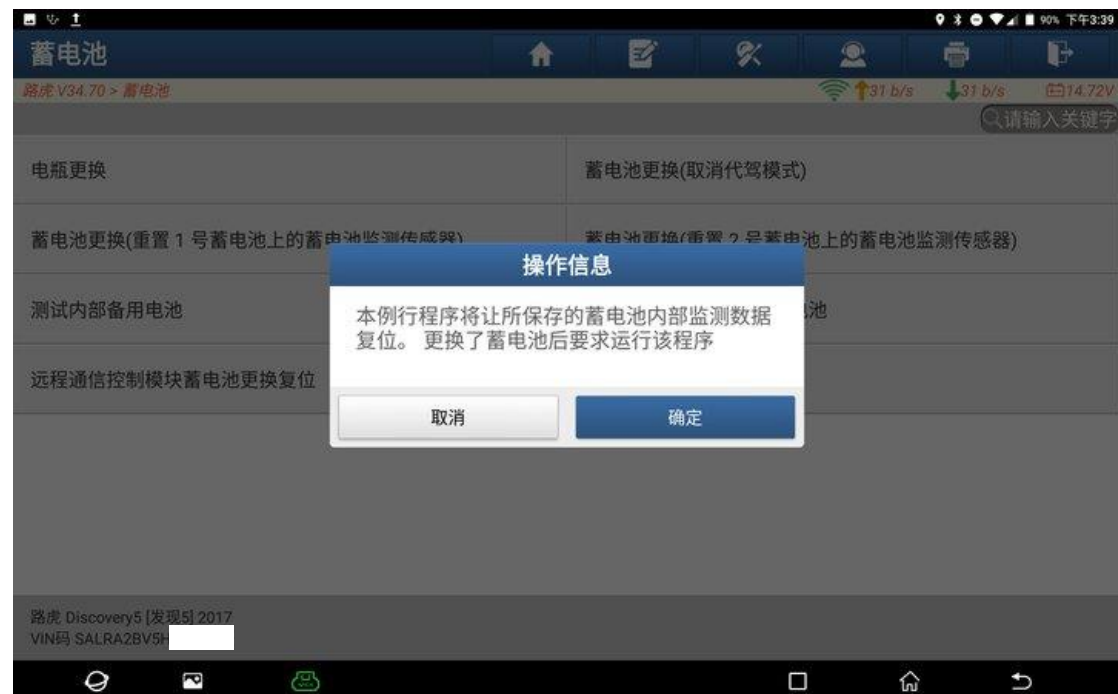 90% 下午3:39
蓄电池
路虎 V34.70 > 蓄电池
31 b/s 31 b/s 14.72V
请输入关键字
电瓶更换
蓄电池更换(取消代驾模式)
蓄电池更换(重置 1 号蓄电池上的蓄电池监测传感器)
蓄电池更换(重置 2 号蓄电池上的蓄电池监测传感器)
操作信息
测试内部备用电池
池
本例行程序将让所保存的蓄电池内部监测数据
复位。 更换了蓄电池后要求运行该程序
远程通信控制模块蓄电池更换复位
取消
确定
路虎 Discovery5 [发现5] 2017
VIN码 SALRA2BV5H